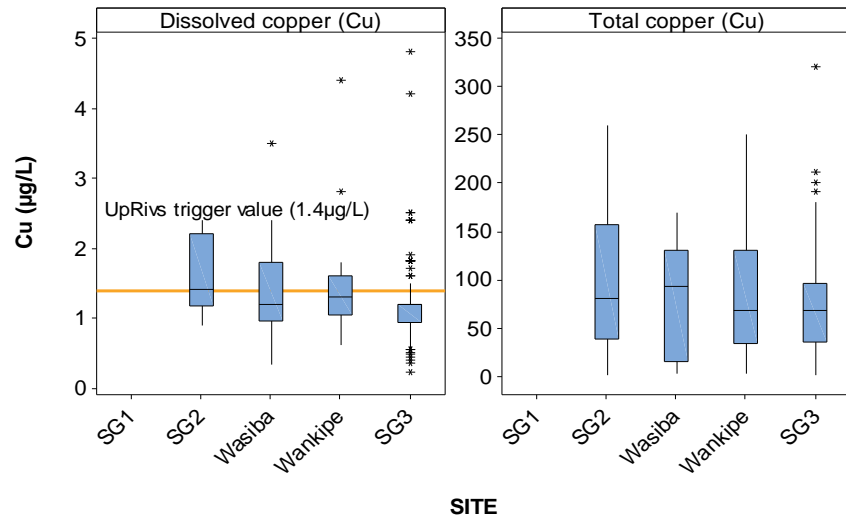 Dissolved copper (Cu)
Total copper (Cu)
5
4
3
2
1
0
350
300
250
200
150
100
50
0
Cu (µg/L)
UpRivs trigger value (1.4µg/L)
SG1
SG2
Wasiba
Wankipe
SG3
SG1
SG2
Wasiba
Wankipe
SG3
SITE